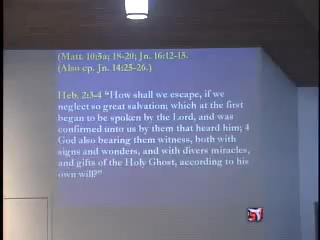 (Matt. 10:5a; 18-20; Jn. 16:12-15.
(Also cp. Jn. 14:25-26.)
Heb. 2:3-4 "How shall we escape, if we
neglect so great salvation; which at the first
began to be spoken by the Lord, and was
confirmed unto us by them that heard him; 4
God also bearing them witness, both with
signs and wonders, and with divers miracles,
and gifts of the Holy Ghost, according to his
own will?"